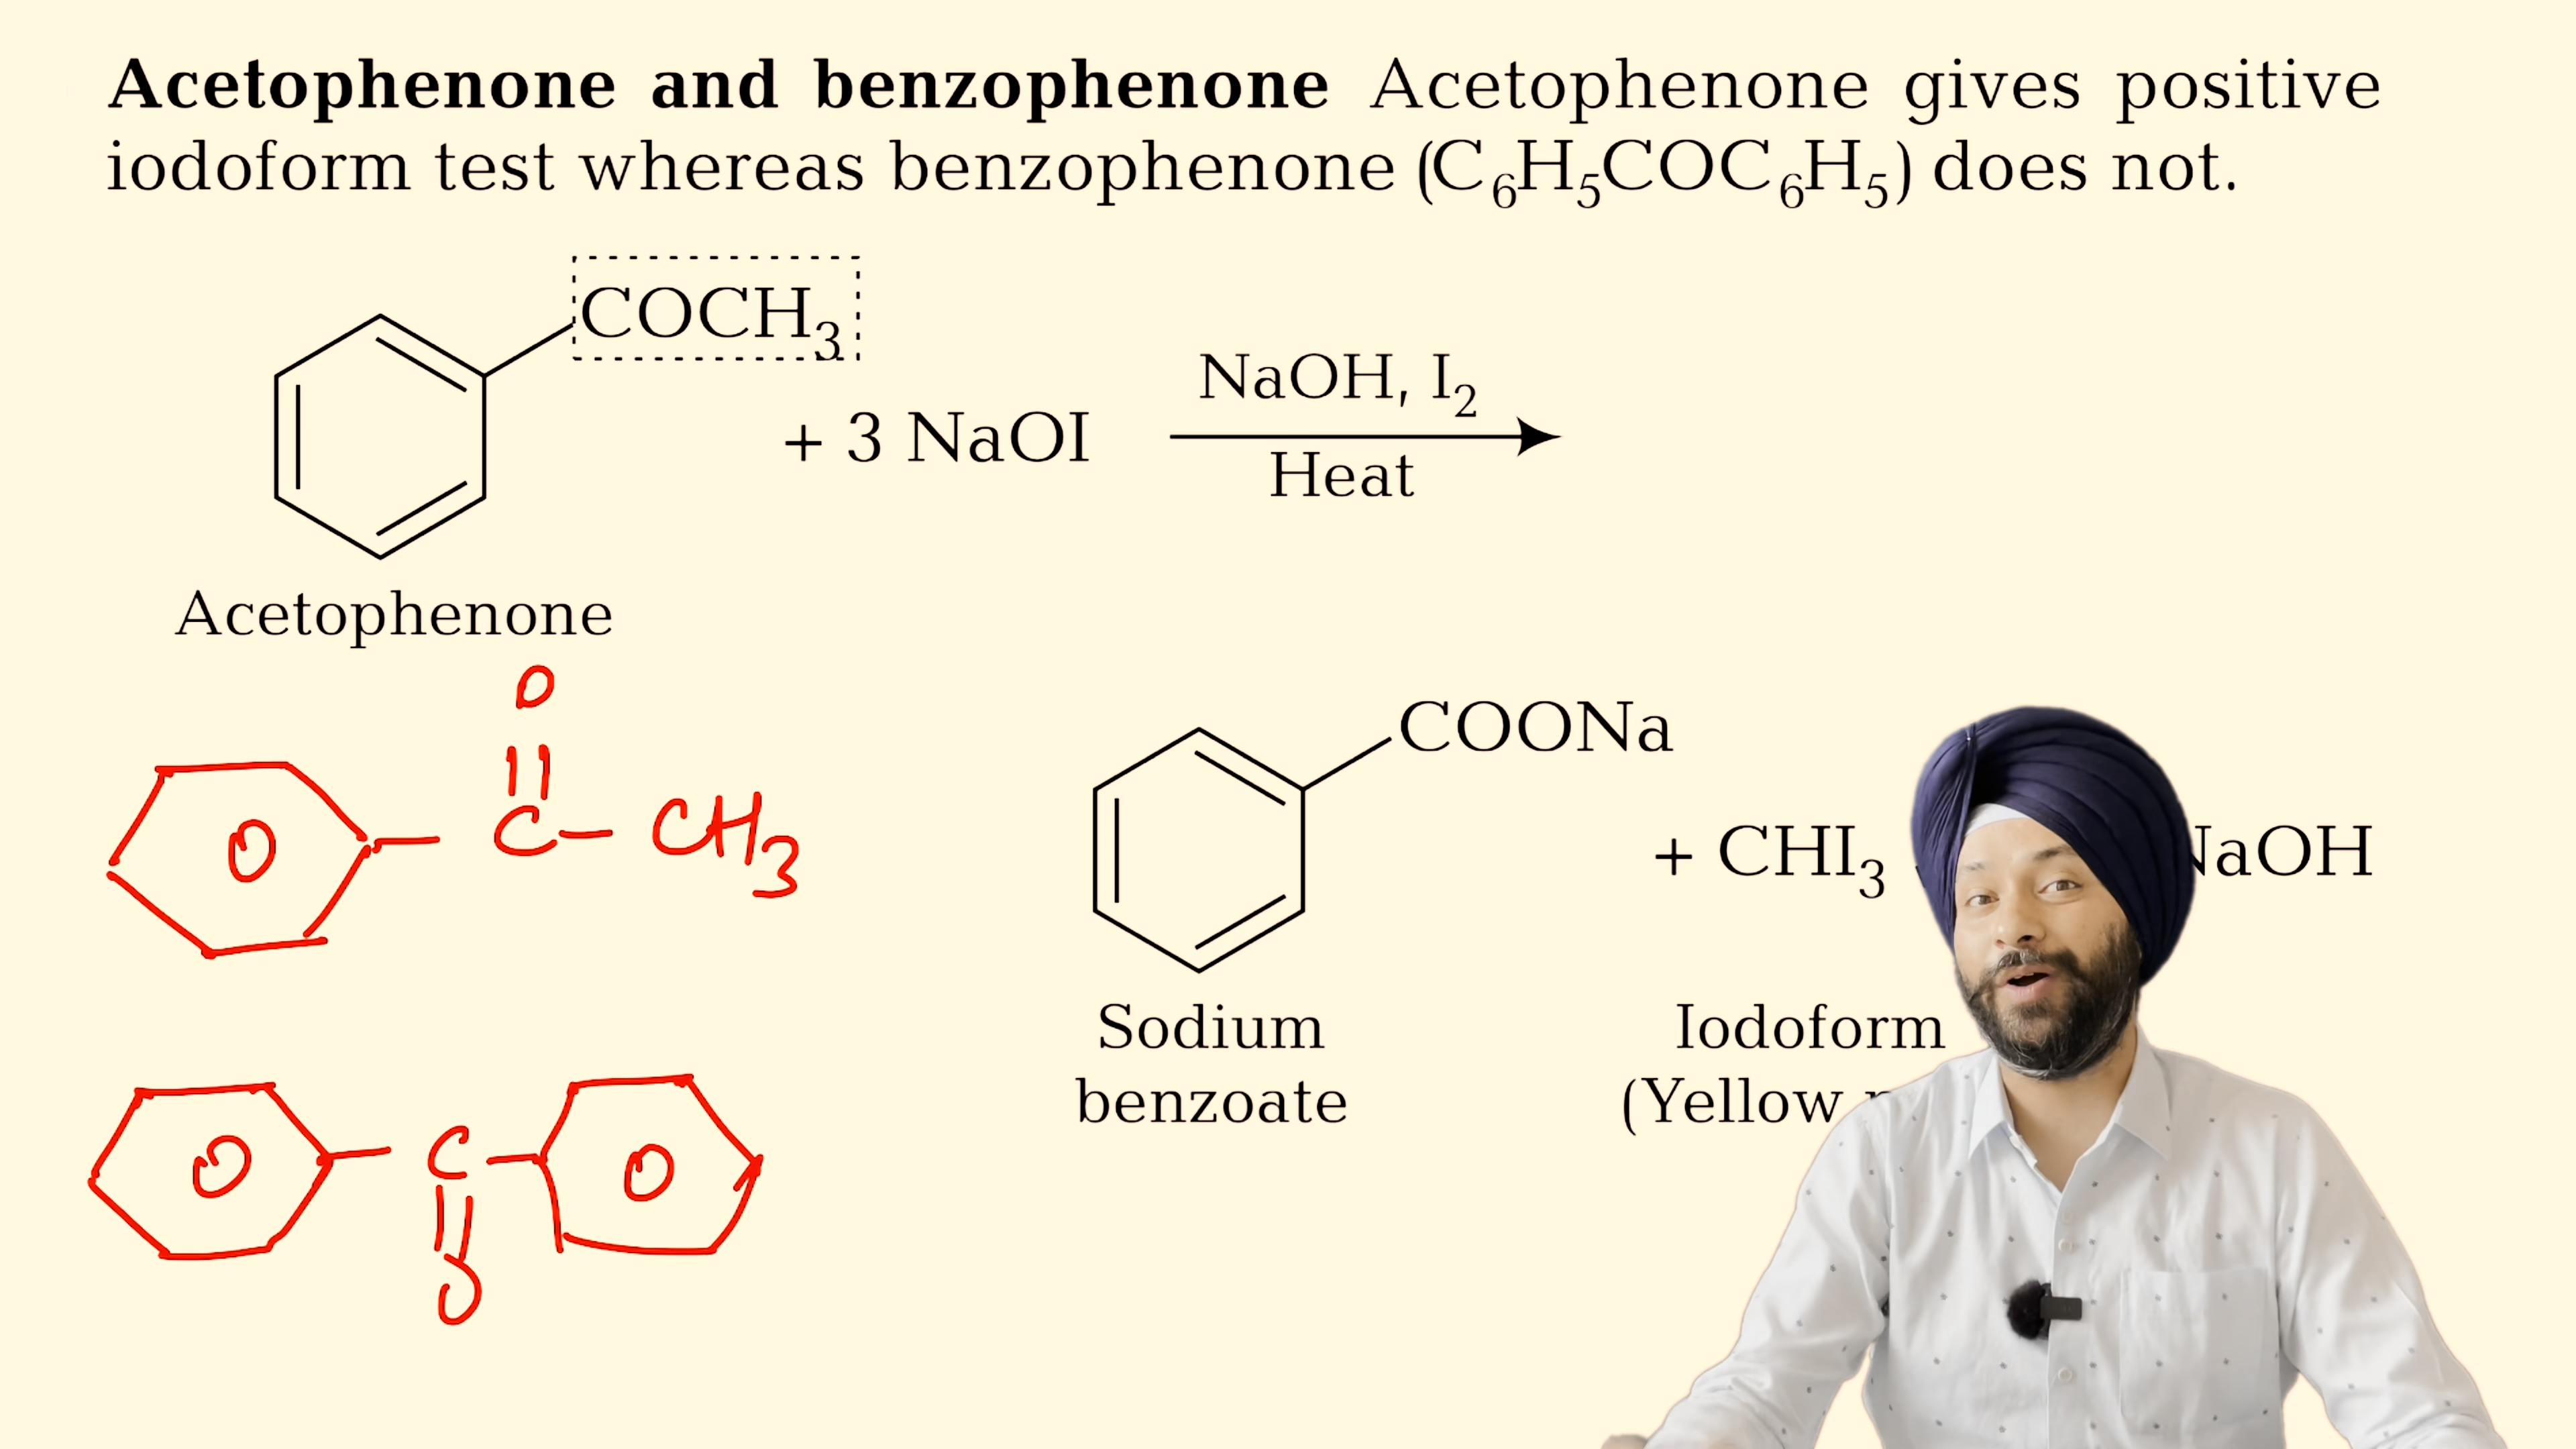 Acetophenone and benzophenone Acetophenone gives positive
iodoform test whereas benzophenone (C₆H₅COC₆H₅) does not.
COCH₃
+ 3 NaOI
NaOH, I₂
Heat
Acetophenone
O
C - CH₃
COONa
+ CHI₃
NaOH
Sodium
benzoate
Iodoform
(Yellow
C
O